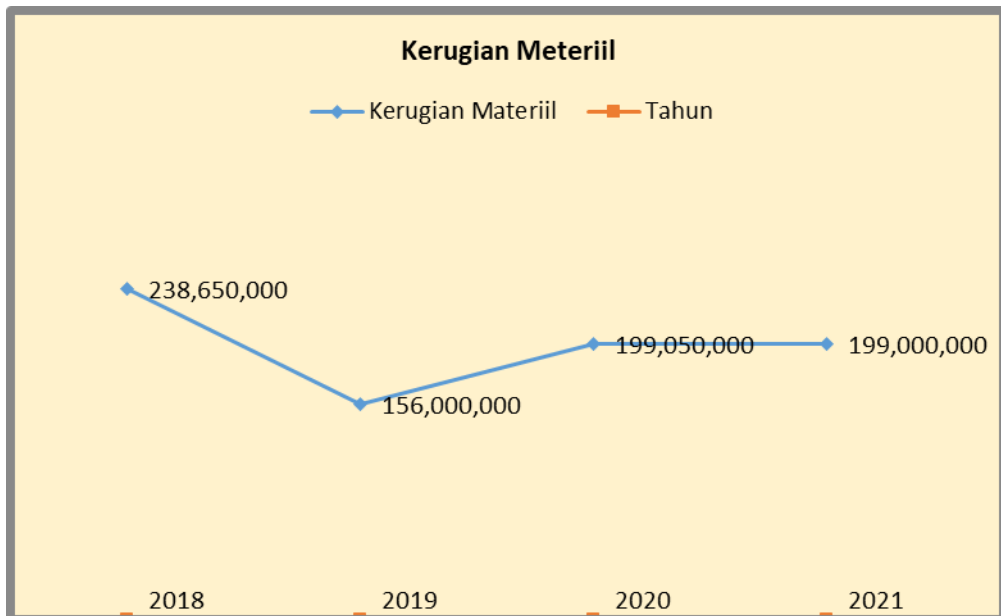 Kerugian Meteriil
Kerugian Materiil Tahun
238,650,000
156,000,000
199,050,000
199,000,000
2018 2019 2020 2021